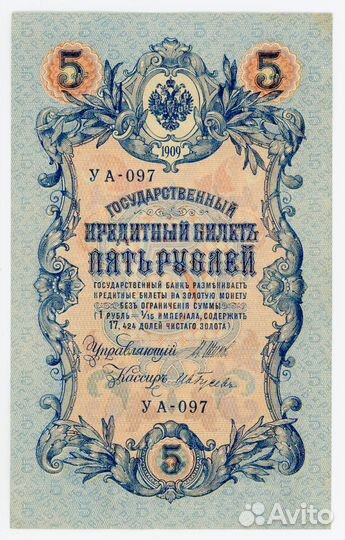 5 5
1909
УА-097
ГОСУДАРСТВЕННЫЙ
КРЕДИТНЫЙ БИЛЕТЪ
ПЯТЬ РУБЛЕЙ
ГОСУДАРСТВЕННЫЙ БАНКЪ РАЗМѢНИВАЕТЪ
КРЕДИТНЫЕ БИЛЕТЫ НА ЗОЛОТУЮ МОНЕТУ
БЕЗЪ ОГРАНИЧЕНІЯ СУММЫ
(1 РУБЛЬ = 1/15 ИМПЕРІАЛА, СОДЕРЖИТЪ
17,424 ДОЛЕЙ ЧИСТАГО ЗОЛОТА)
Управляющій
Кассиръ
УА-097
5
Avito